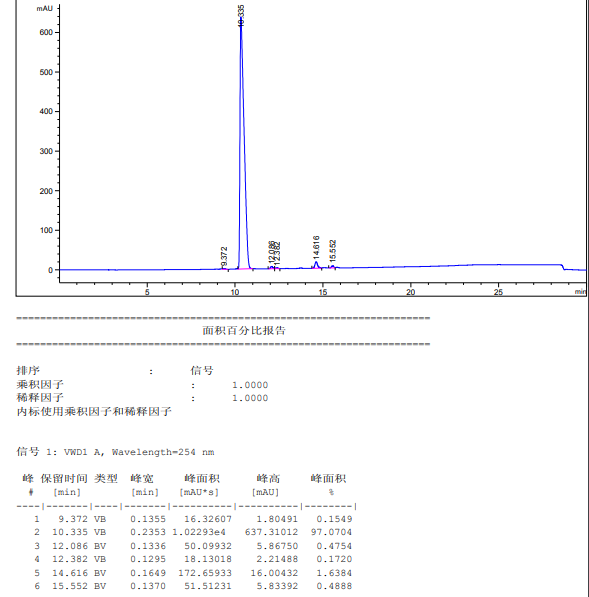 mAU
10.335
600
500
400
300
200
100
0
9.372
12.086
12.382
14.616
15.552
5 10 15 20 25 min
======================================================================
面积百分比报告
======================================================================
排序 : 信号
乘积因子 : 1.0000
稀释因子 : 1.0000
内标使用乘积因子和稀释因子
信号 1: VWD1 A, Wavelength=254 nm
峰 保留时间 类型 峰宽 峰面积 峰高 峰面积
# [min] [min] [mAU*s] [mAU] %
----|-------|----|-------|----------|----------|--------|
1 9.372 VB 0.1355 16.32607 1.80491 0.1549
2 10.335 VB 0.2353 1.02293e4 637.31012 97.0704
3 12.086 BV 0.1336 50.09932 5.86750 0.4754
4 12.382 VB 0.1295 18.13018 2.21488 0.1720
5 14.616 BV 0.1649 172.65933 16.00432 1.6384
6 15.552 BV 0.1370 51.51231 5.83392 0.4888